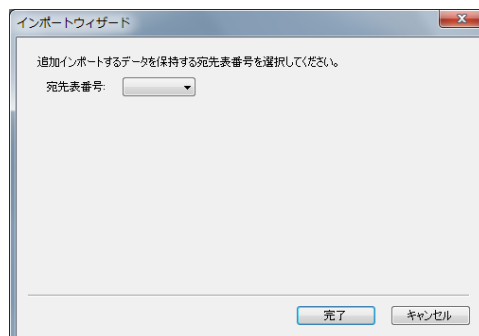 インポートウィザード
追加インポートするデータを保持する宛先表番号を選択してください。
宛先表番号:
完了
キャンセル